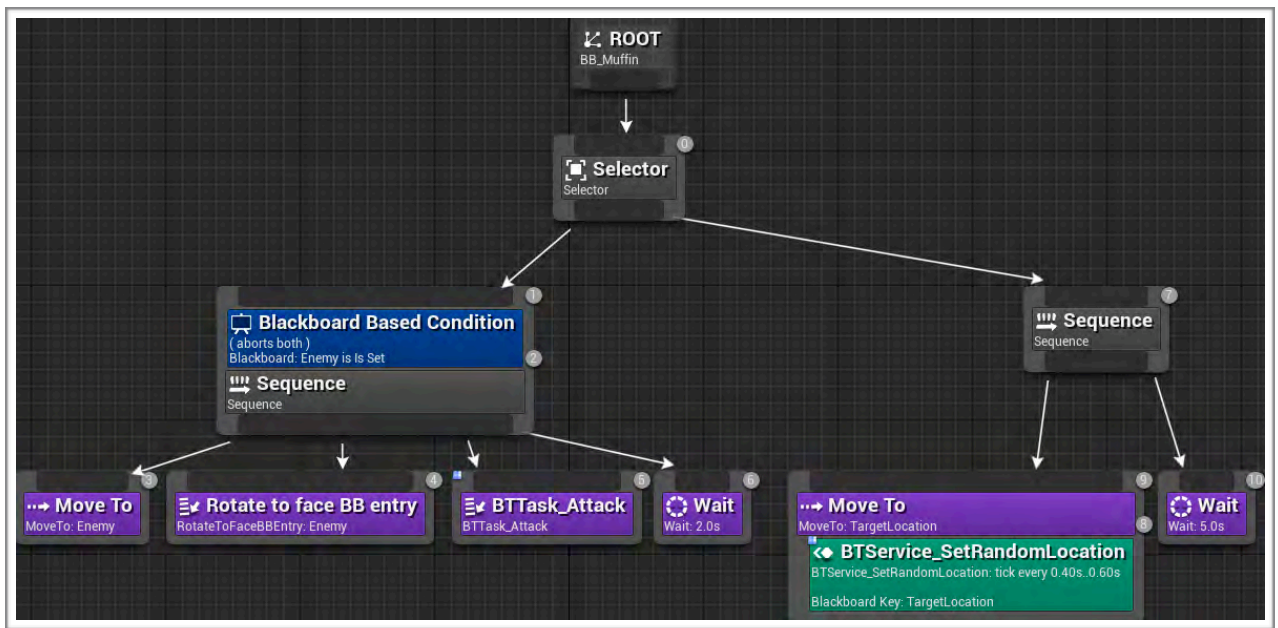 ROOT
BB_Muffin
0
Selector
Selector
1
Blackboard Based Condition
( aborts both )
Blackboard: Enemy is Is Set
2
Sequence
Sequence
7
Sequence
Sequence
3
Move To
MoveTo: Enemy
4
Rotate to face BB entry
RotateToFaceBBEntry: Enemy
5
BTTask_Attack
BTTask_Attack
6
Wait
Wait: 2.0s
9
Move To
MoveTo: TargetLocation
8
BTService_SetRandomLocation
BTService_SetRandomLocation: tick every 0.40s..0.60s
Blackboard Key: TargetLocation
10
Wait
Wait: 5.0s